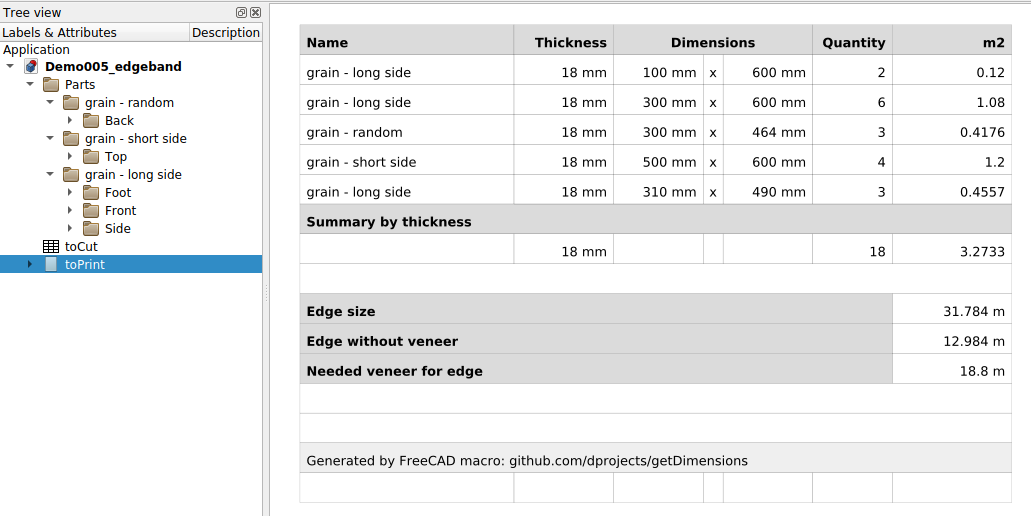 Tree view
Labels & Attributes Description
Application
Demo005_edgeband
Parts
grain - random
Back
grain - short side
Top
grain - long side
Foot
Front
Side
toCut
toPrint
Name Thickness Dimensions Quantity m2
grain - long side 18 mm 100 mm x 600 mm 2 0.12
grain - long side 18 mm 300 mm x 600 mm 6 1.08
grain - random 18 mm 300 mm x 464 mm 3 0.4176
grain - short side 18 mm 500 mm x 600 mm 4 1.2
grain - long side 18 mm 310 mm x 490 mm 3 0.4557
Summary by thickness
18 mm 18 3.2733
Edge size 31.784 m
Edge without veneer 12.984 m
Needed veneer for edge 18.8 m
Generated by FreeCAD macro: github.com/dprojects/getDimensions